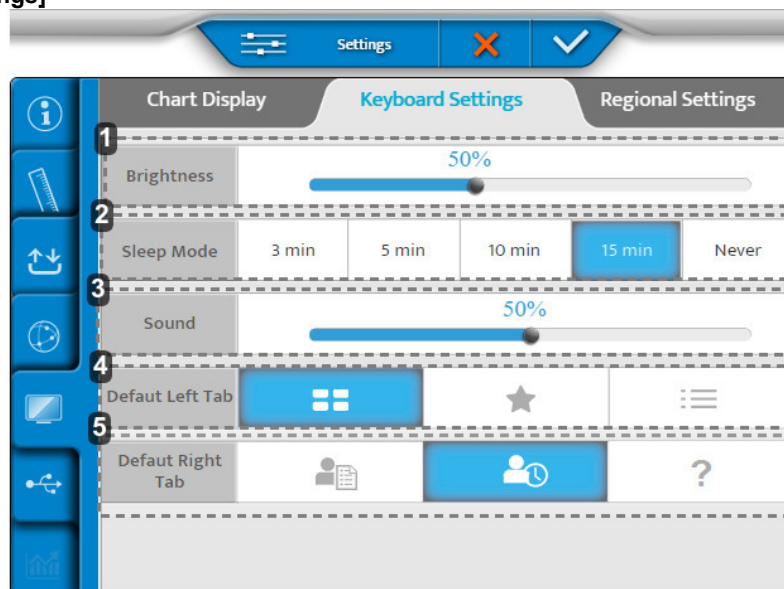 ngs]
Settings
Chart Display Keyboard Settings Regional Settings
1
50%
Brightness
2
Sleep Mode 3 min 5 min 10 min 15 min Never
3
50%
Sound
4
Defaut Left Tab
5
Defaut Right
Tab
?